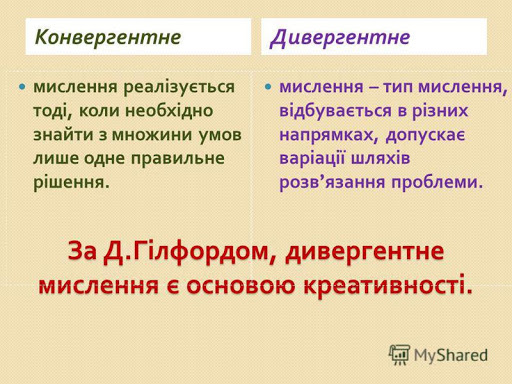 Конвергентне
мислення реалізується
тоді, коли необхідно
знайти з множини умов
лише одне правильне
рішення.
Дивергентне
мислення – тип мислення,
відбувається в різних
напрямках, допускає
варіації шляхів
розв’язання проблеми.
За Д.Гілфордом, дивергентне
мислення є основою креативності.
MyShared